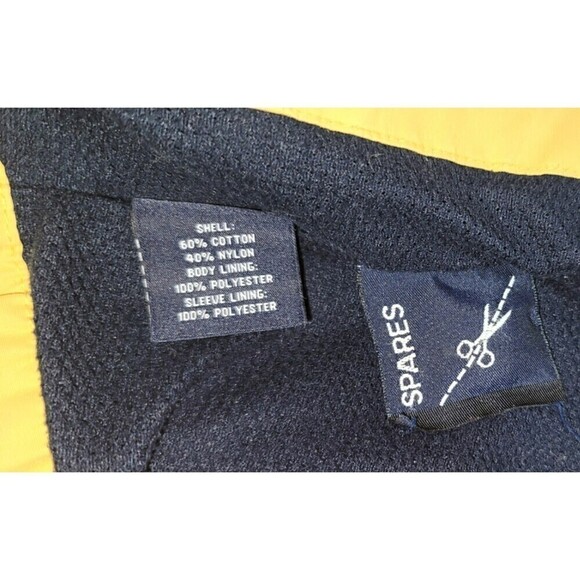 SHELL:
60% COTTON
40% NYLON
BODY LINING:
100% POLYESTER
SLEEVE LINING:
100% POLYESTER
SPARES